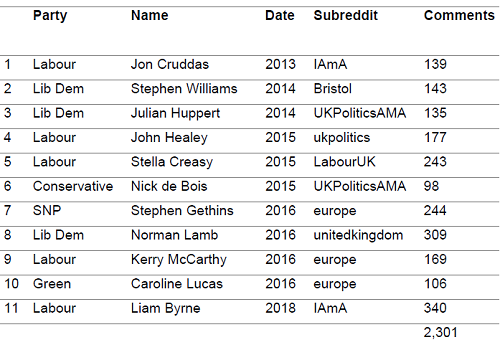 Party Name Date Subreddit Comments
1 Labour Jon Cruddas 2013 IAmA 139
2 Lib Dem Stephen Williams 2014 Bristol 143
3 Lib Dem Julian Huppert 2014 UKPoliticsAMA 135
4 Labour John Healey 2015 ukpolitics 177
5 Labour Stella Creasy 2015 LabourUK 243
6 Conservative Nick de Bois 2015 UKPoliticsAMA 98
7 SNP Stephen Gethins 2016 europe 244
8 Lib Dem Norman Lamb 2016 unitedkingdom 309
9 Labour Kerry McCarthy 2016 europe 169
10 Green Caroline Lucas 2016 europe 106
11 Labour Liam Byrne 2018 IAmA 340
2,301